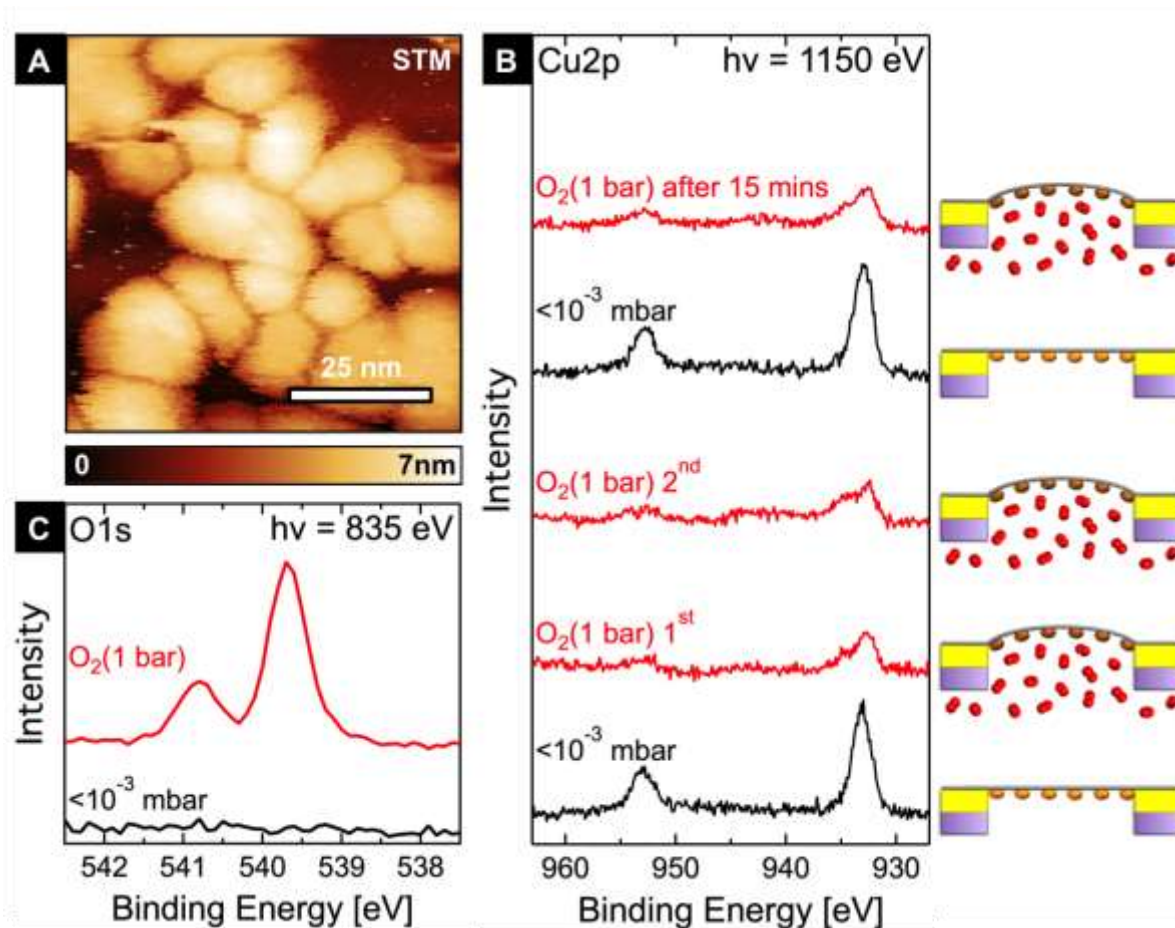 A
STM
25 nm
0
7nm
B
Cu2p
hν = 1150 eV
O₂(1 bar) after 15 mins
<10⁻³ mbar
O₂(1 bar) 2ⁿᵈ
O₂(1 bar) 1ˢᵗ
<10⁻³ mbar
Intensity
960
950
940
930
Binding Energy [eV]
C
O1s
hν = 835 eV
O₂(1 bar)
<10⁻³ mbar
Intensity
542
541
540
539
538
Binding Energy [eV]